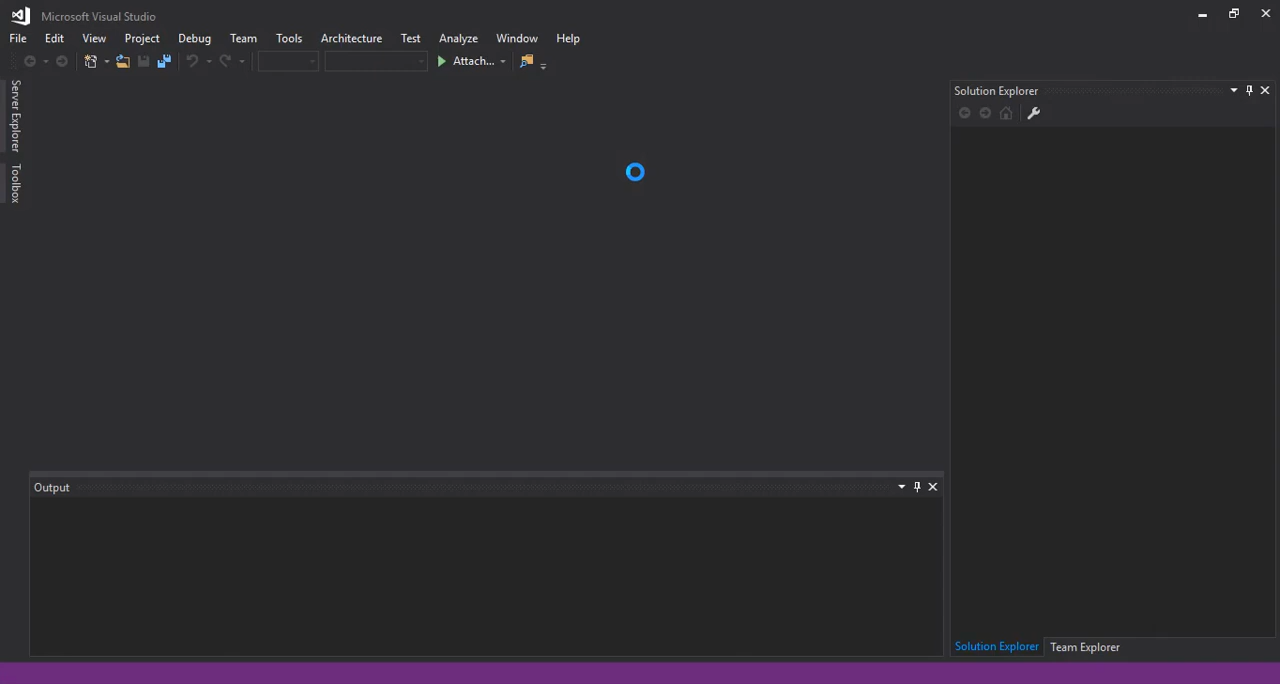 Microsoft Visual Studio
File Edit View Project Debug Team Tools Architecture Test Analyze Window Help
Attach...
Server Explorer
Toolbox
Solution Explorer
Output
Solution Explorer Team Explorer